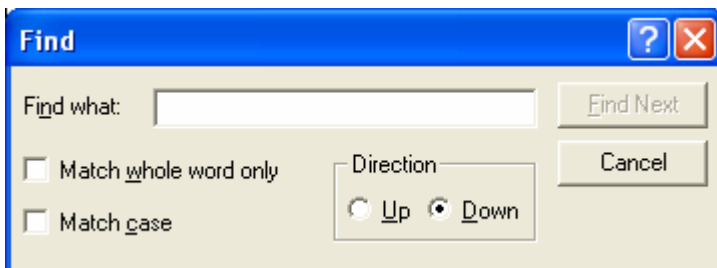 Find
Find what:
Find Next
Match whole word only
Direction
Cancel
Up Down
Match case